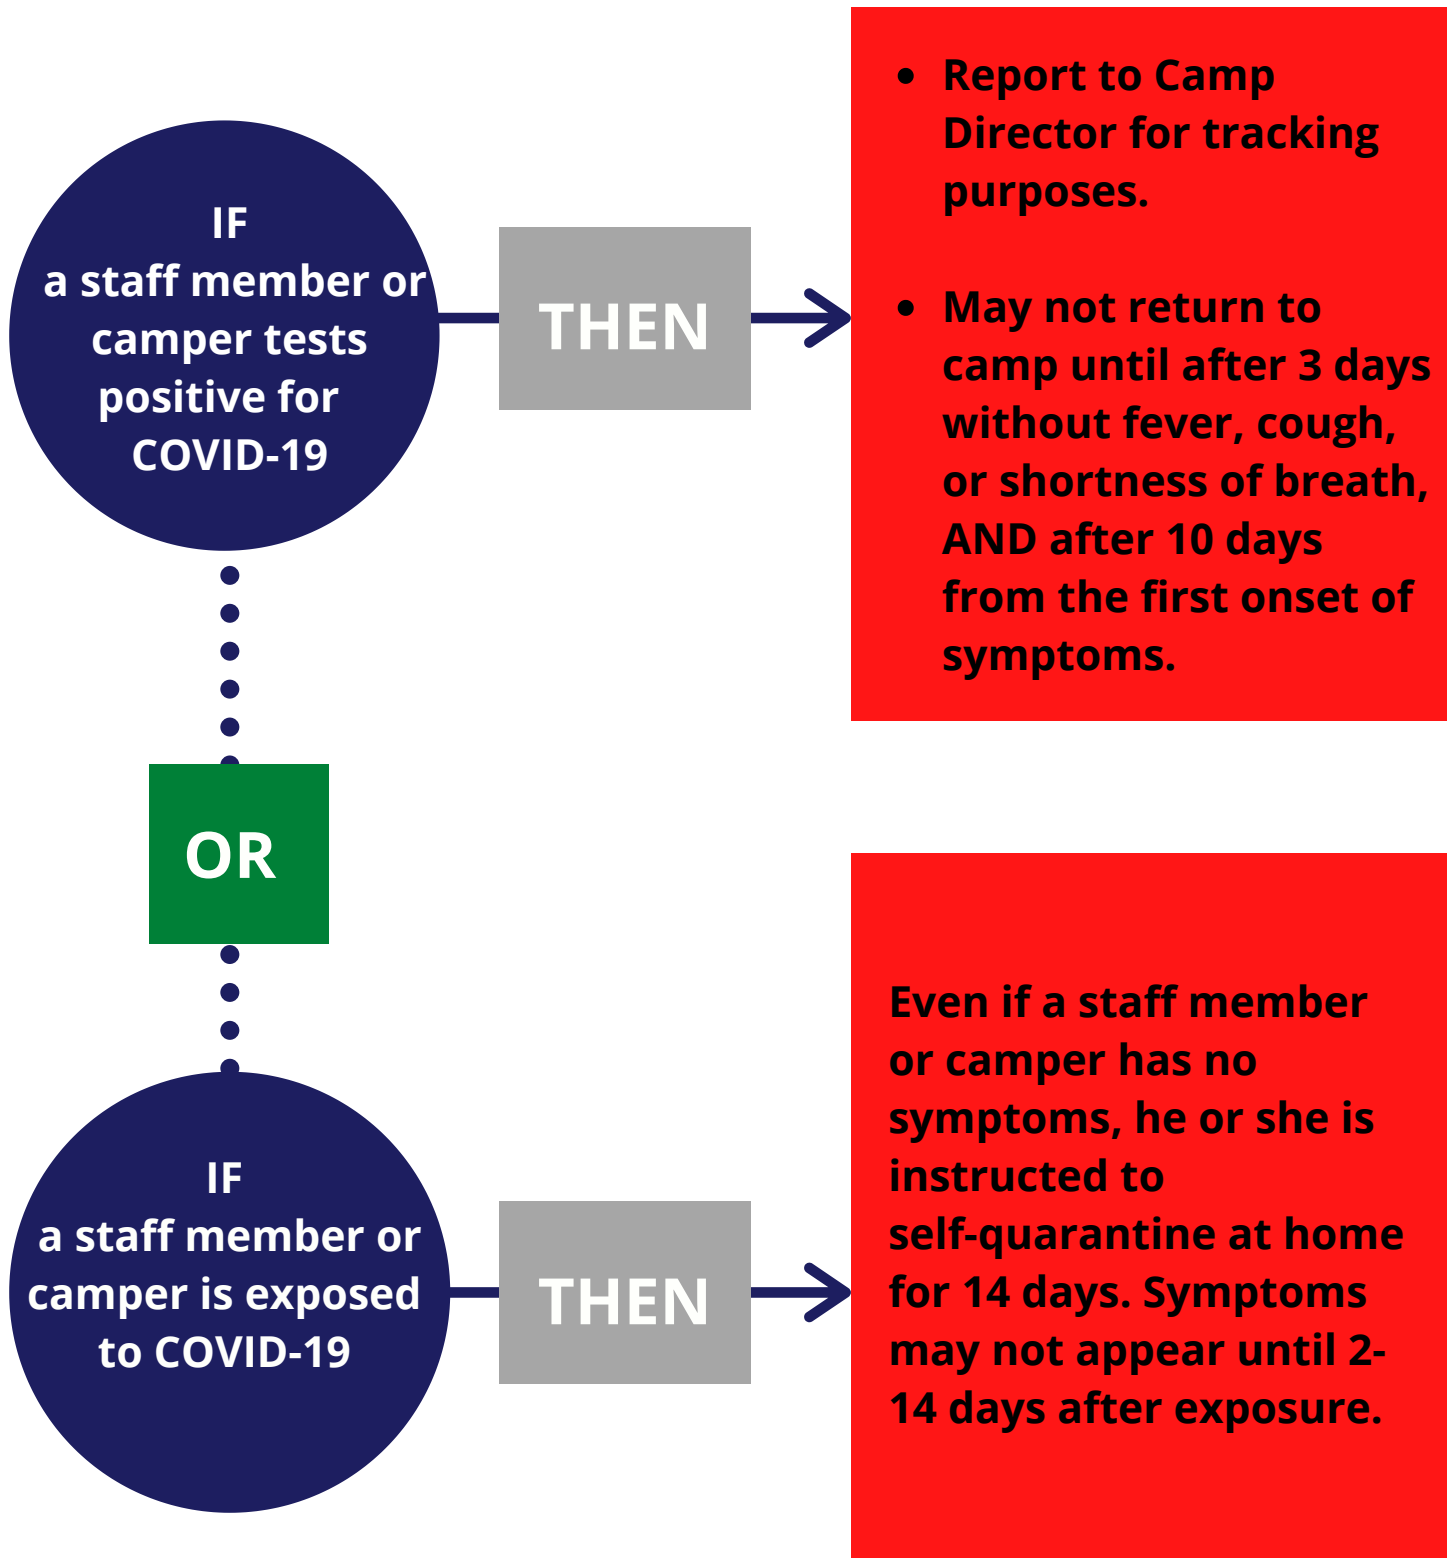 IF
a staff member or
camper tests
positive for
COVID-19
THEN
• Report to Camp
Director for tracking
purposes.
• May not return to
camp until after 3 days
without fever, cough,
or shortness of breath,
AND after 10 days
from the first onset of
symptoms.
OR
IF
a staff member or
camper is exposed
to COVID-19
THEN
Even if a staff member
or camper has no
symptoms, he or she is
instructed to
self-quarantine at home
for 14 days. Symptoms
may not appear until 2-
14 days after exposure.